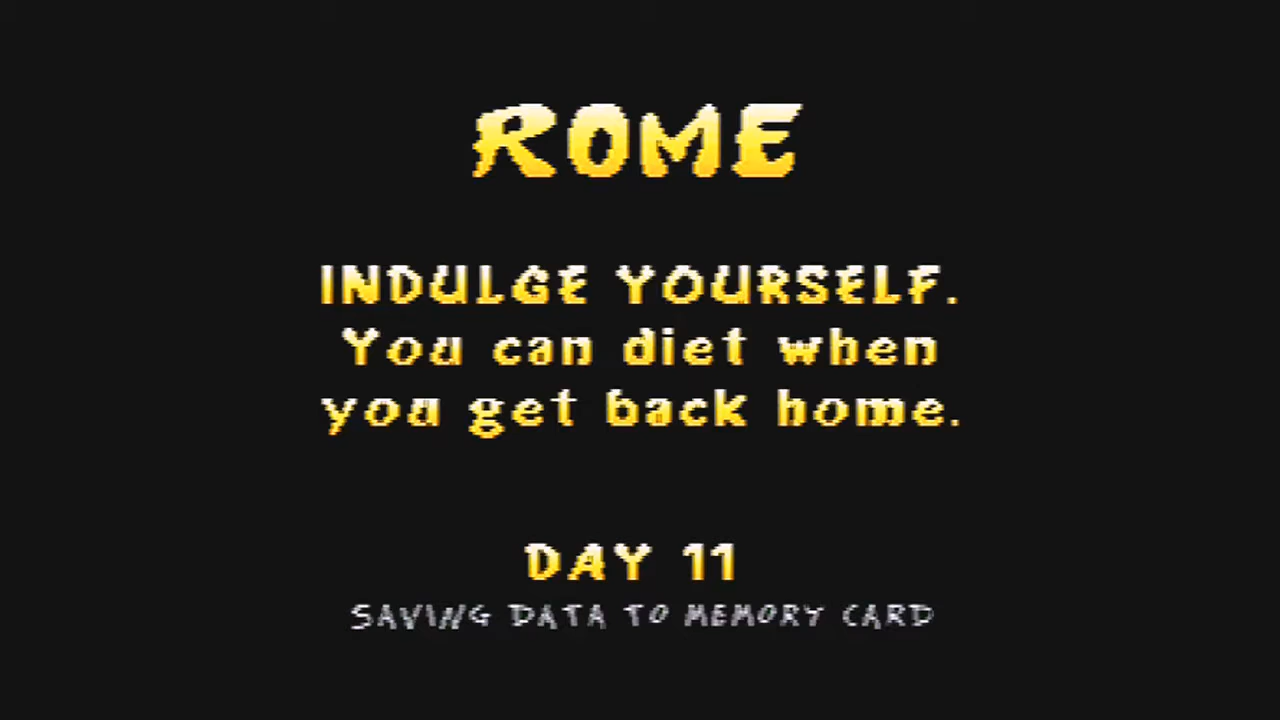 ROME
INDULGE YOURSELF.
You can diet when
you get back home.
DAY 11
SAVING DATA TO MEMORY CARD